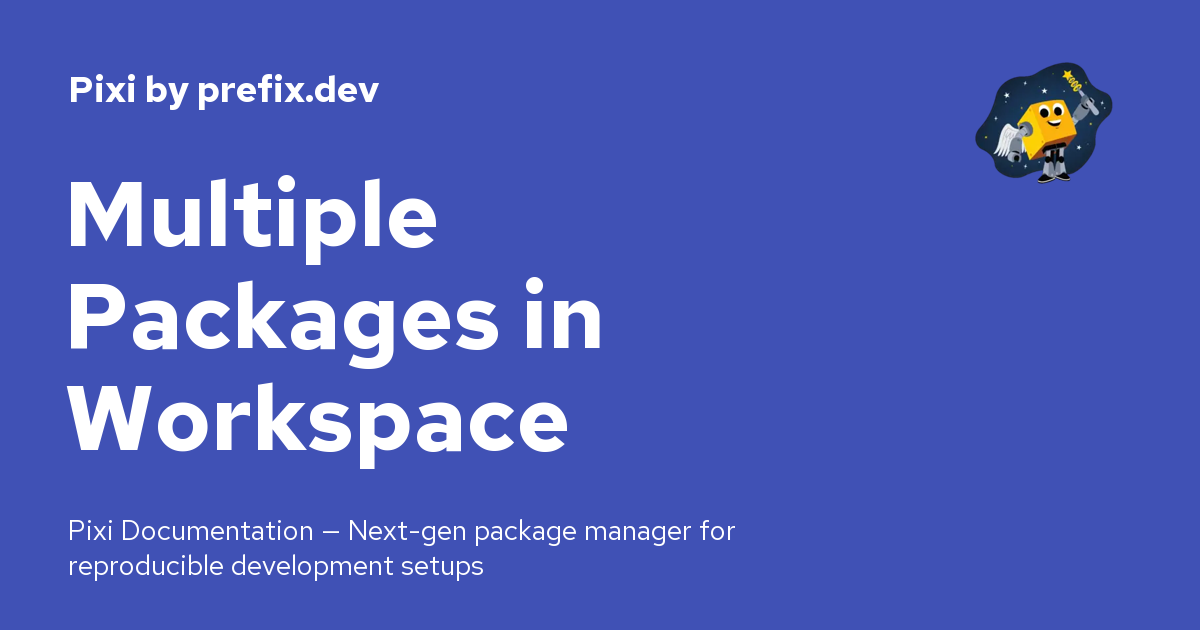 Pixi by prefix.dev
Multiple
Packages in
Workspace
Pixi Documentation — Next-gen package manager for
reproducible development setups